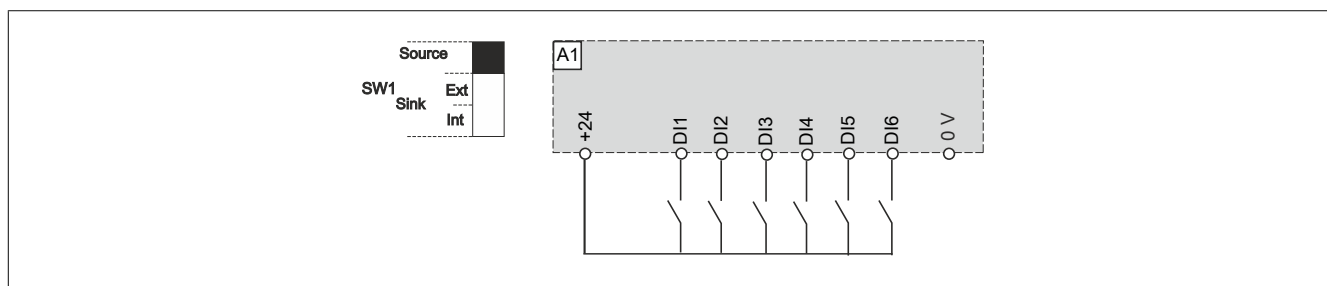 Source
SW1
Sink
Ext
Int
A1
+24
DI1
DI2
DI3
DI4
DI5
DI6
0 V